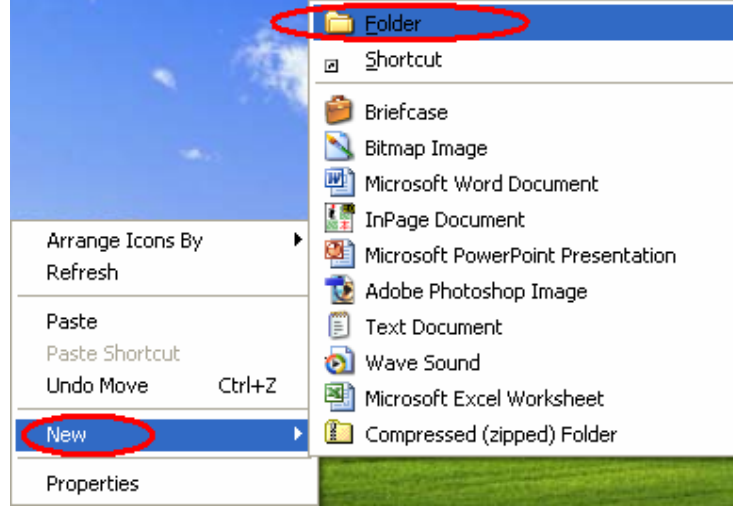 Folder
Shortcut
Briefcase
Bitmap Image
Microsoft Word Document
InPage Document
Microsoft PowerPoint Presentation
Adobe Photoshop Image
Text Document
Wave Sound
Microsoft Excel Worksheet
Compressed (zipped) Folder
Arrange Icons By
Refresh
Paste
Paste Shortcut
Undo Move Ctrl+Z
New
Properties